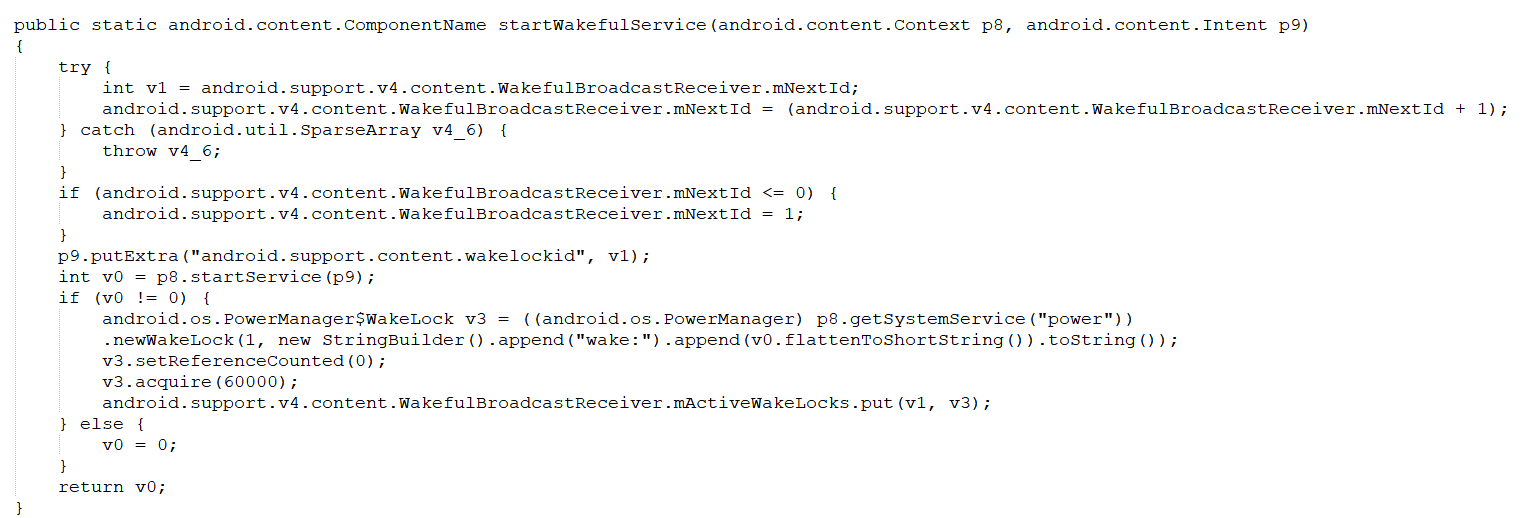 public static android.content.ComponentName startWakefulService(android.content.Context p8, android.content.Intent p9)
{
    try {
        int v1 = android.support.v4.content.WakefulBroadcastReceiver.mNextId;
        android.support.v4.content.WakefulBroadcastReceiver.mNextId = (android.support.v4.content.WakefulBroadcastReceiver.mNextId + 1);
    } catch (android.util.SparseArray v4_6) {
        throw v4_6;
    }
    if (android.support.v4.content.WakefulBroadcastReceiver.mNextId <= 0) {
        android.support.v4.content.WakefulBroadcastReceiver.mNextId = 1;
    }
    p9.putExtra("android.support.content.wakelockid", v1);
    int v0 = p8.startService(p9);
    if (v0 != 0) {
        android.os.PowerManager$WakeLock v3 = ((android.os.PowerManager) p8.getSystemService("power"))
        .newWakeLock(1, new StringBuilder().append("wake:").append(v0.flattenToShortString()).toString());
        v3.setReferenceCounted(0);
        v3.acquire(60000);
        android.support.v4.content.WakefulBroadcastReceiver.mActiveWakeLocks.put(v1, v3);
    } else {
        v0 = 0;
    }
    return v0;
}